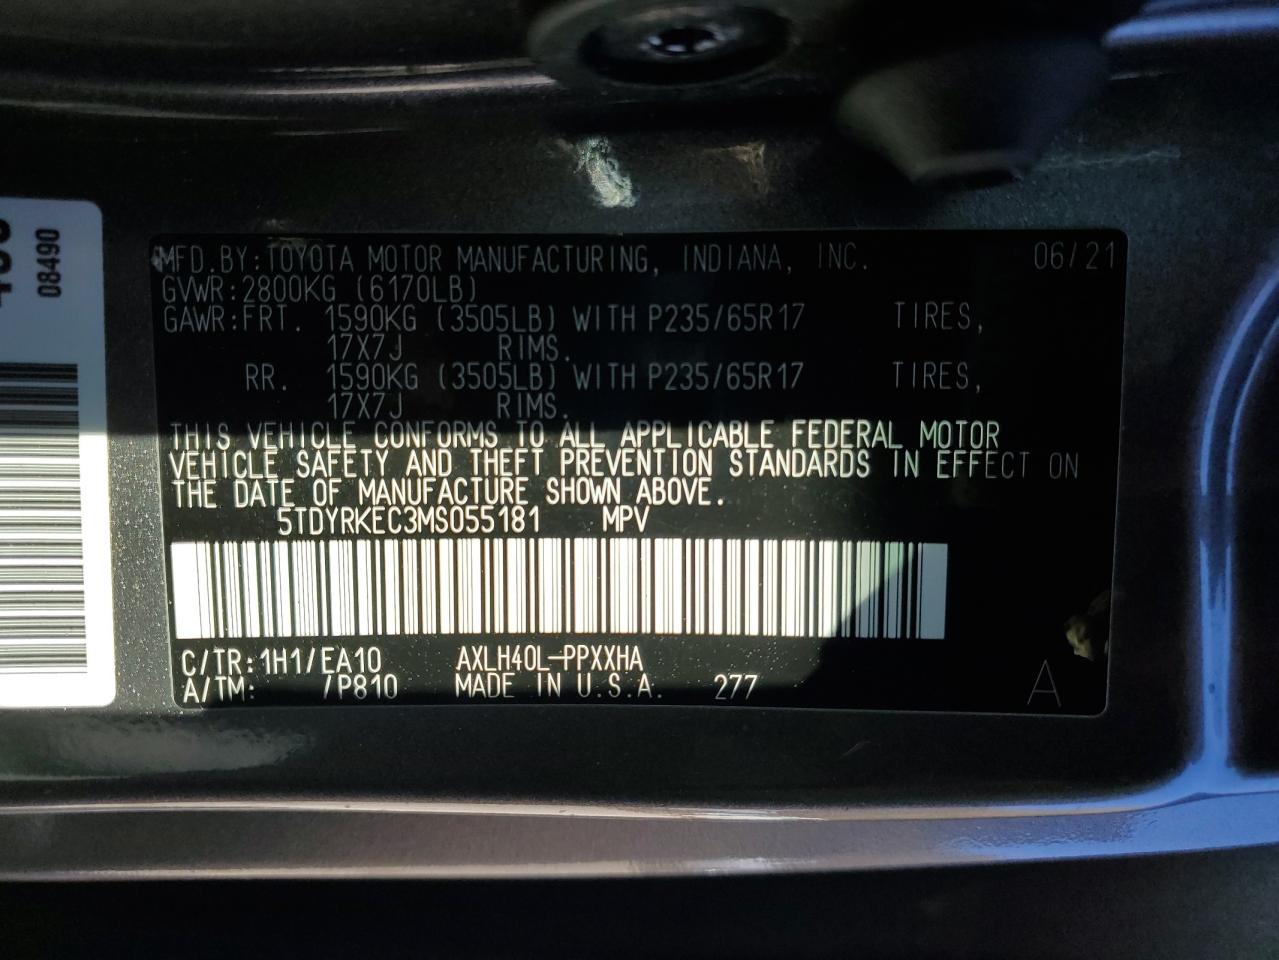 08490
MFD.BY:TOYOTA MOTOR MANUFACTURING, INDIANA, INC. 06/21
GVWR:2800KG (6170LB)
GAWR:FRT. 1590KG (3505LB) WITH P235/65R17 TIRES,
17X7J RIMS.
RR. 1590KG (3505LB) WITH P235/65R17 TIRES,
17X7J RIMS.
THIS VEHICLE CONFORMS TO ALL APPLICABLE FEDERAL MOTOR
VEHICLE SAFETY AND THEFT PREVENTION STANDARDS IN EFFECT ON
THE DATE OF MANUFACTURE SHOWN ABOVE.
5TDYRKEC3MS055181 MPV
C/TR:1H1/EA10 AXLH40L-PPXXHA
A/TM: /P810 MADE IN U.S.A. 277 A